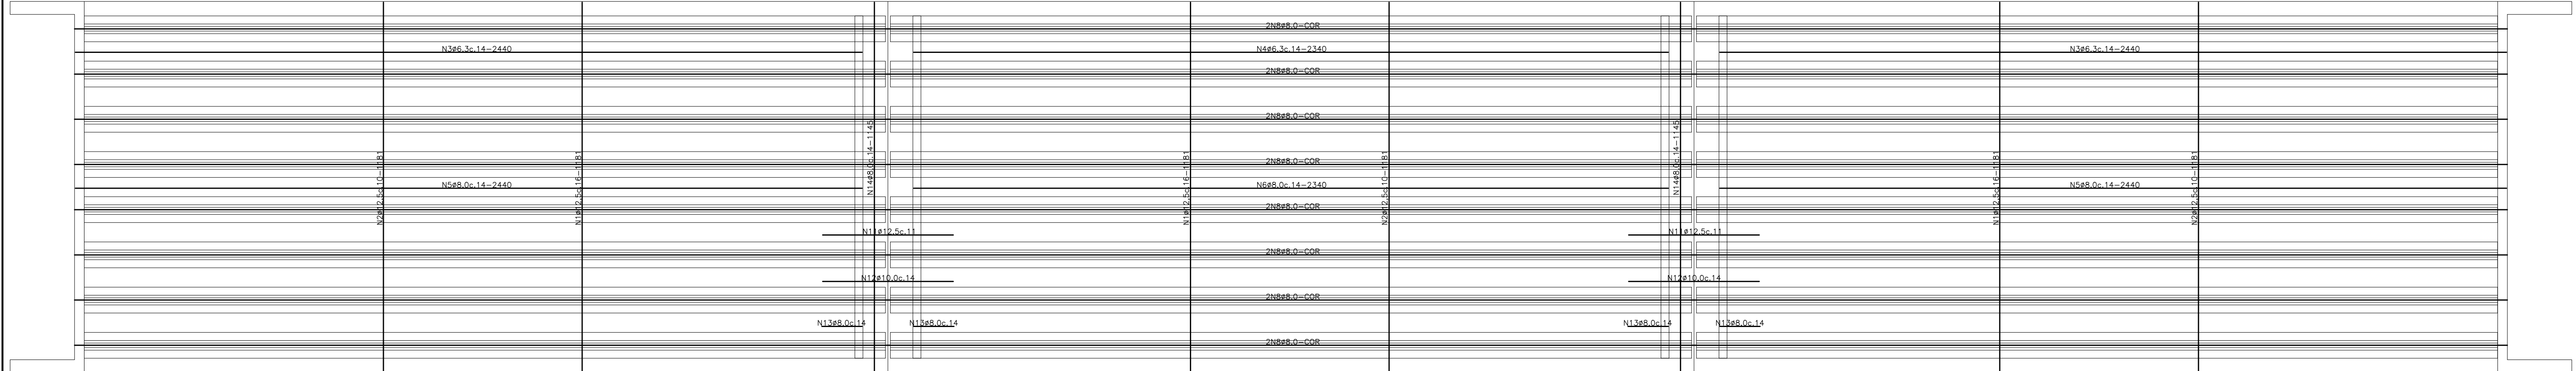 2N8ø8.0-COR
N3ø6.3c.14-2440
N4ø6.3c.14-2340
N3ø6.3c.14-2440
2N8ø8.0-COR
2N8ø8.0-COR
N14ø8.0c.14-1145
N14ø8.0c.14-1145
2N8ø8.0-COR
N2ø12.5c.10-1181
N1ø12.5c.16-1181
N1ø12.5c.16-1181
N2ø12.5c.10-1181
N1ø12.5c.16-1181
N2ø12.5c.10-1181
N5ø8.0c.14-2440
N6ø8.0c.14-2340
N5ø8.0c.14-2440
2N8ø8.0-COR
N11ø12.5c.11
N11ø12.5c.11
2N8ø8.0-COR
N12ø10.0c.14
N12ø10.0c.14
2N8ø8.0-COR
N13ø8.0c.14
N13ø8.0c.14
N13ø8.0c.14
N13ø8.0c.14
2N8ø8.0-COR